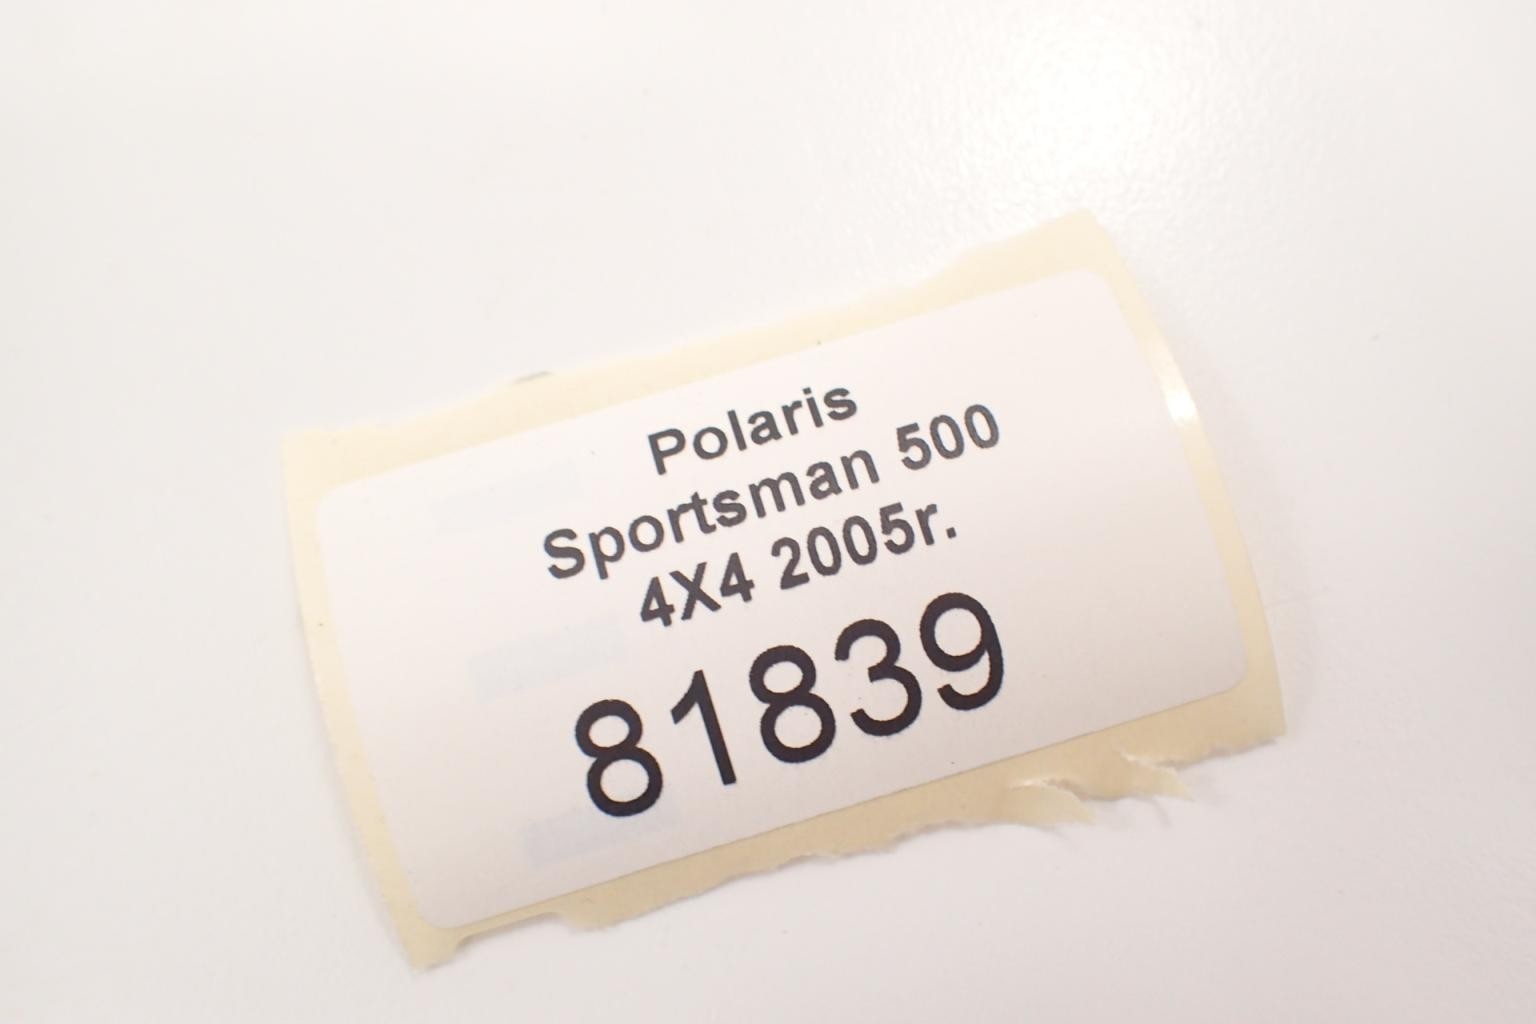 Polaris
Sportsman 500
4X4 2005r.
81839